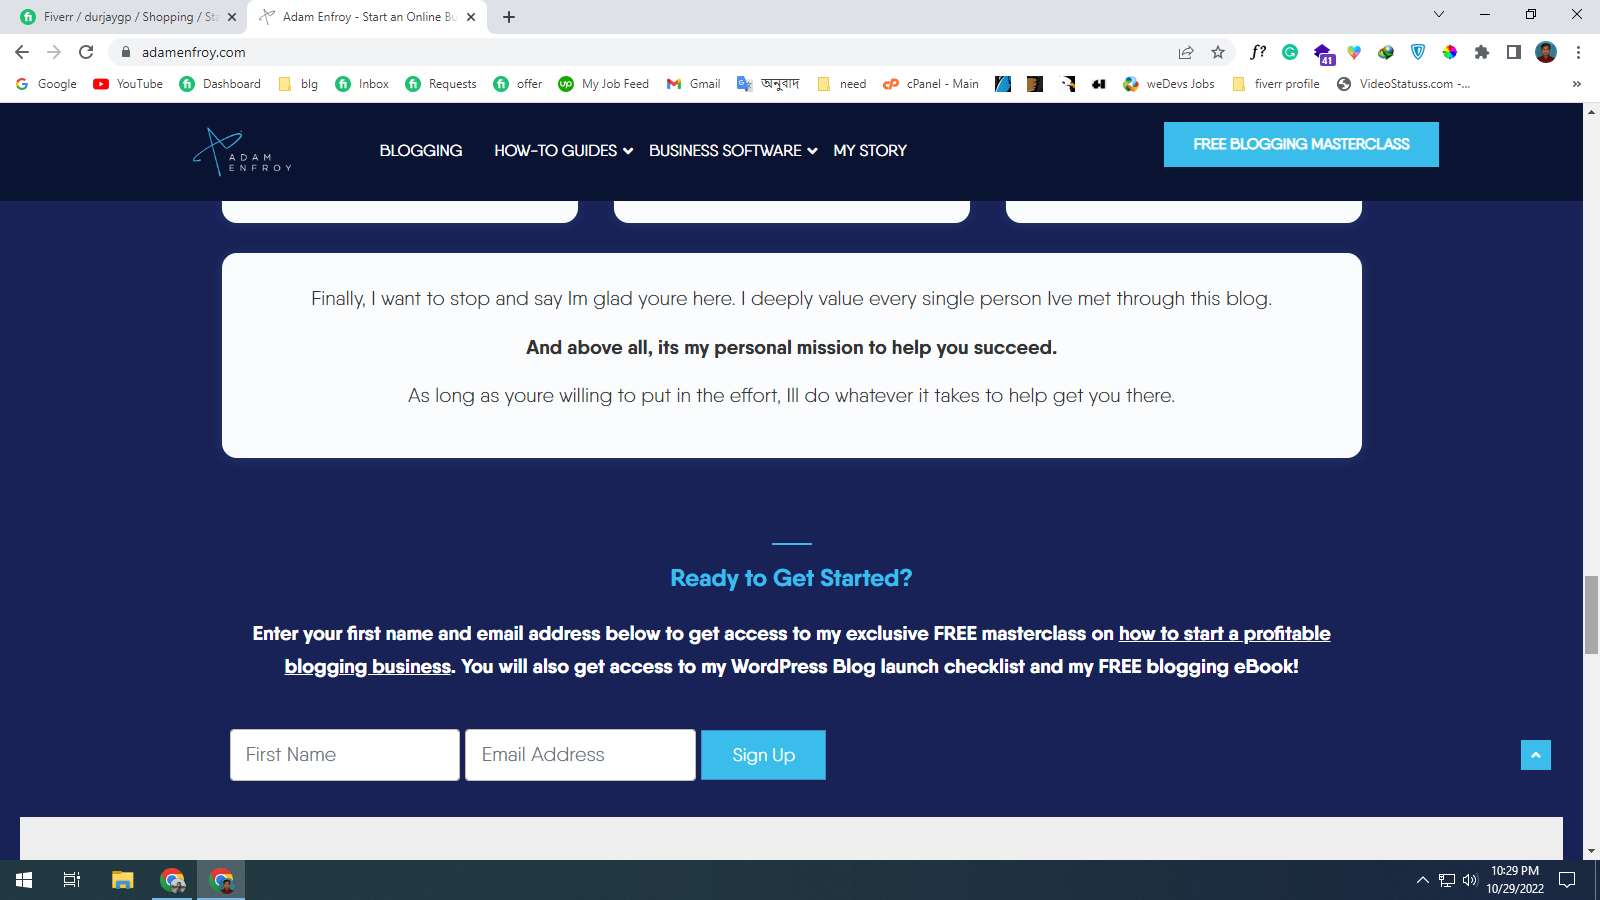 Fiverr / durjaygp / Shopping / Sta
Adam Enfroy - Start an Online Bu
adamenfroy.com
f?
41
Google
YouTube
Dashboard
blg
Inbox
Requests
offer
My Job Feed
Gmail
অনুবাদ
need
cPanel - Main
weDevs Jobs
fiverr profile
VideoStatuss.com -...
ADAM
ENFROY
BLOGGING
HOW-TO GUIDES
BUSINESS SOFTWARE
MY STORY
FREE BLOGGING MASTERCLASS
Finally, I want to stop and say Im glad youre here. I deeply value every single person Ive met through this blog.
And above all, its my personal mission to help you succeed.
As long as youre willing to put in the effort, Ill do whatever it takes to help get you there.
Ready to Get Started?
Enter your first name and email address below to get access to my exclusive FREE masterclass on how to start a profitable
blogging business. You will also get access to my WordPress Blog launch checklist and my FREE blogging eBook!
First Name
Email Address
Sign Up
10:29 PM
10/29/2022